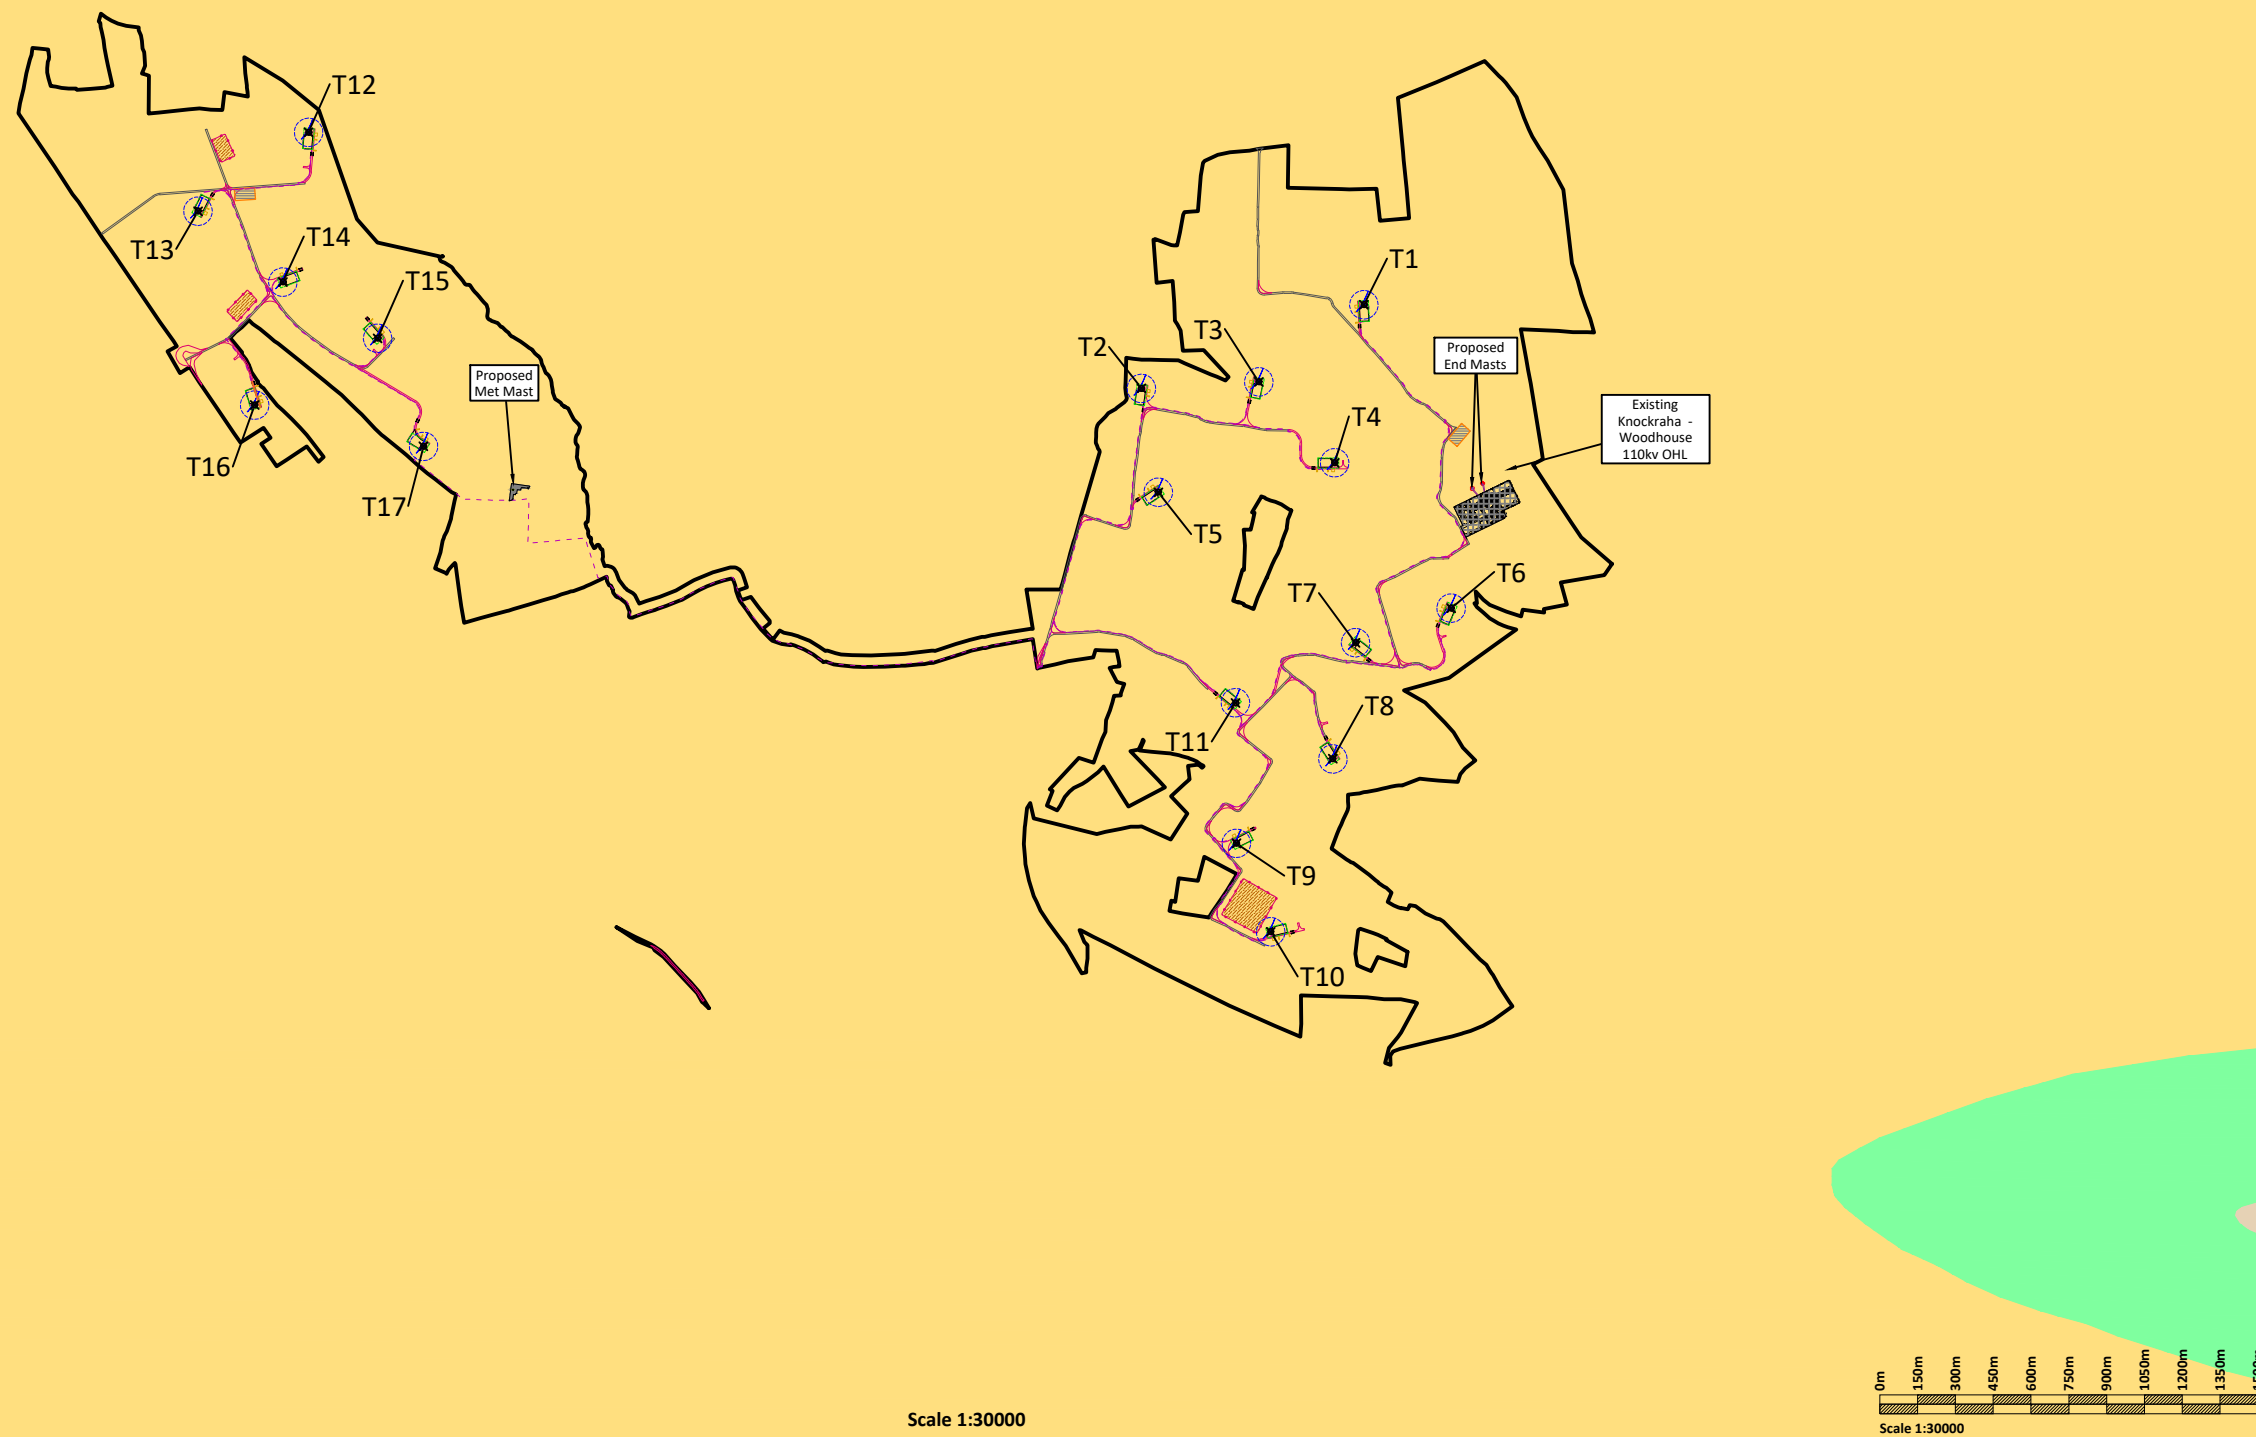 T12
T13
T14
T15
T1
T3
T2
Proposed
End Masts
Proposed
Met Mast
Existing
Knockraha -
Woodhouse
110kv OHL
T4
T16
T17
T5
T6
T7
T8
T11
T9
T10
0m
150m
300m
450m
600m
750m
900m
1050m
1200m
1350m
Scale 1:30000
Scale 1:30000